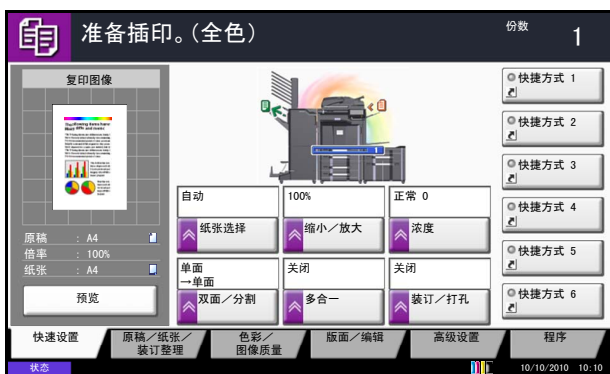 准备插印。(全色)
份数
1
复印图像
原稿 : A4
倍率 : 100%
纸张 : A4
预览
1
自动
纸张选择
100%
缩小/放大
正常 0
浓度
单面
→单面
双面/分割
关闭
多合一
关闭
装订/打孔
快捷方式 1
快捷方式 2
快捷方式 3
快捷方式 4
快捷方式 5
快捷方式 6
快速设置
原稿/纸张/
装订整理
色彩/
图像质量
版面/编辑
高级设置
程序
状态
10/10/2010 10:10